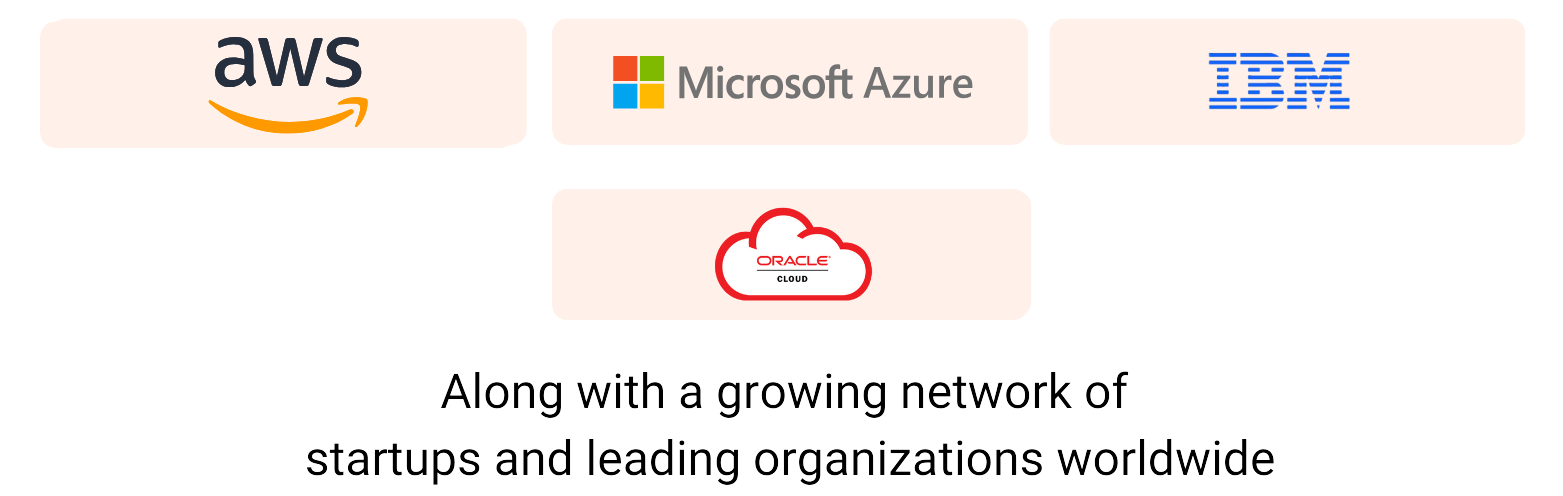 aws
Microsoft Azure
IBM
ORACLE
CLOUD
Along with a growing network of
startups and leading organizations worldwide